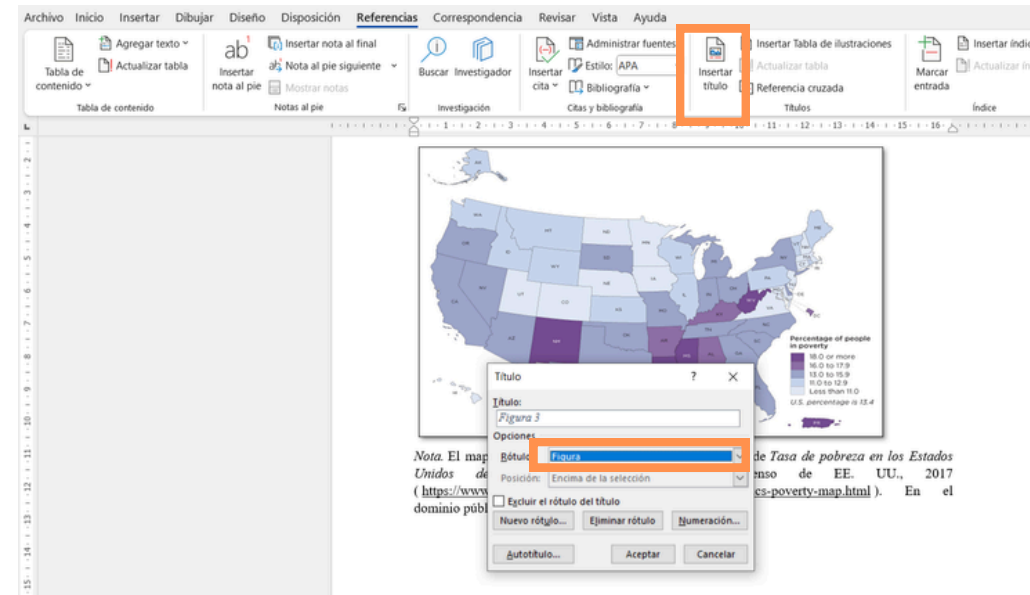 Archivo Inicio Insertar Dibujar Diseño Disposición Referencias Correspondencia Revisar Vista Ayuda
Tabla de contenido
Agregar texto
Actualizar tabla
Tabla de contenido
ab
Insertar nota al pie
Insertar nota al final
Nota al pie siguiente
Mostrar notas
Notas al pie
Buscar Investigador
Investigación
Insertar cita
Administrar fuentes
Estilo: APA
Bibliografía
Citas y bibliografía
Insertar título
Insertar Tabla de ilustraciones
Actualizar tabla
Referencia cruzada
Títulos
Marcar entrada
Insertar índic
Actualizar ín
Índice
Percentage of people
in poverty
18.0 or more
16.0 to 17.9
13.0 to 15.9
11.0 to 12.9
Less than 11.0
U.S. percentage is 13.4
Título ? ×
Título:
Figura 3
Opciones
Rótulo Figura
Posición: Encima de la selección
Excluir el rótulo del título
Nuevo rótulo... Eliminar rótulo Numeración...
Autotítulo... Aceptar Cancelar
Nota. El map de Tasa de pobreza en los Estados
Unidos de enso de EE. UU., 2017
( https://www cs-poverty-map.html ). En el
dominio públ